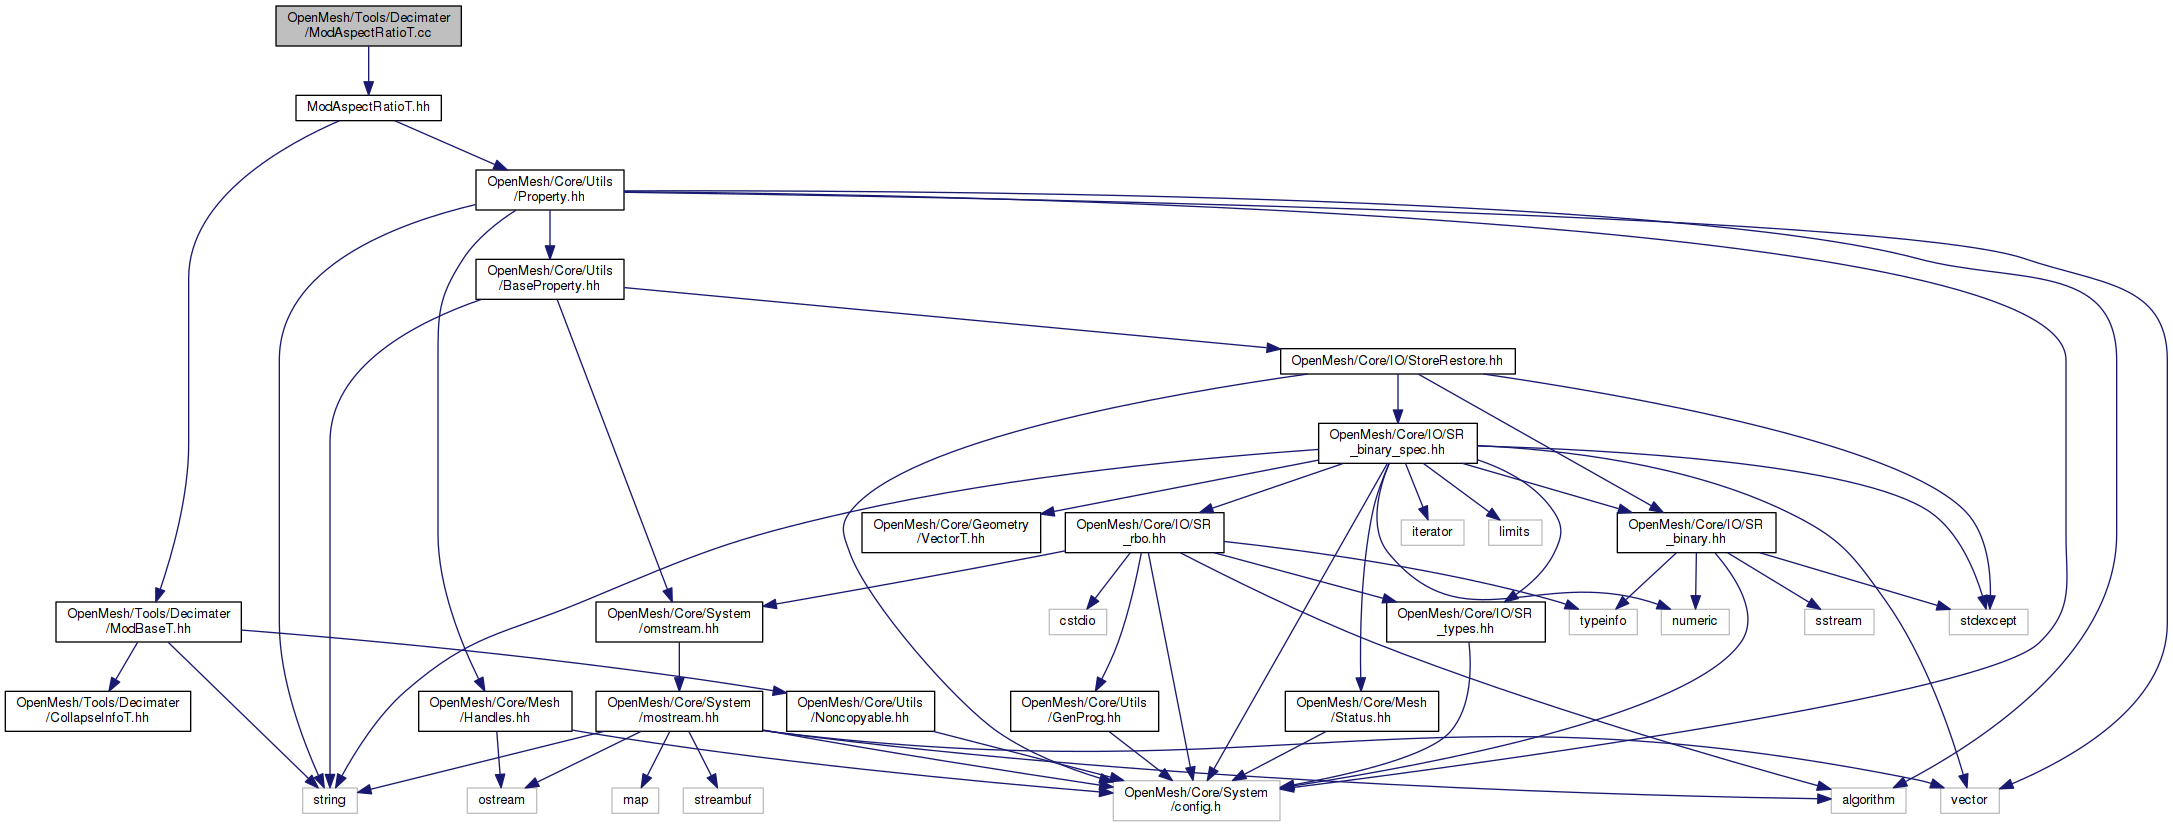 OpenMesh/Tools/Decimater
/ModAspectRatioT.cc
ModAspectRatioT.hh
OpenMesh/Core/Utils
/Property.hh
OpenMesh/Core/Utils
/BaseProperty.hh
OpenMesh/Core/IO/StoreRestore.hh
OpenMesh/Core/IO/SR
_binary_spec.hh
OpenMesh/Core/Geometry
/VectorT.hh
OpenMesh/Core/IO/SR
_rbo.hh
iterator
limits
OpenMesh/Core/IO/SR
_binary.hh
OpenMesh/Tools/Decimater
/ModBaseT.hh
OpenMesh/Core/System
/omstream.hh
cstdio
OpenMesh/Core/IO/SR
_types.hh
typeinfo
numeric
sstream
stdexcept
OpenMesh/Tools/Decimater
/CollapseInfoT.hh
OpenMesh/Core/Mesh
/Handles.hh
OpenMesh/Core/System
/mostream.hh
OpenMesh/Core/Utils
/Noncopyable.hh
OpenMesh/Core/Utils
/GenProg.hh
OpenMesh/Core/Mesh
/Status.hh
string
ostream
map
streambuf
OpenMesh/Core/System
/config.h
algorithm
vector